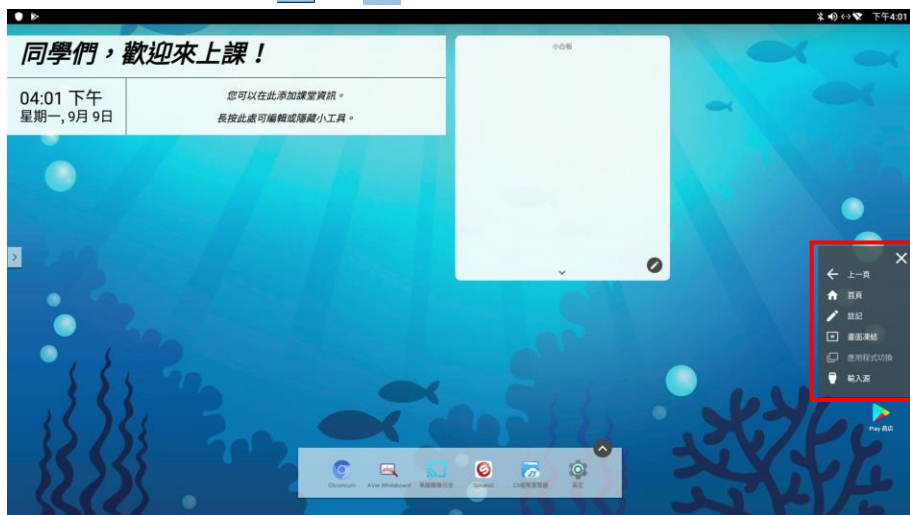 下午4:01
同學們，歡迎來上課！
04:01 下午
星期一, 9月 9日
您可以在此添加課堂資訊。
長按此處可編輯或隱藏小工具。
小白板
上一頁
首頁
註記
畫面凍結
應用程式切換
輸入源
Play 商店
Chromium
AVer Whiteboard
設定